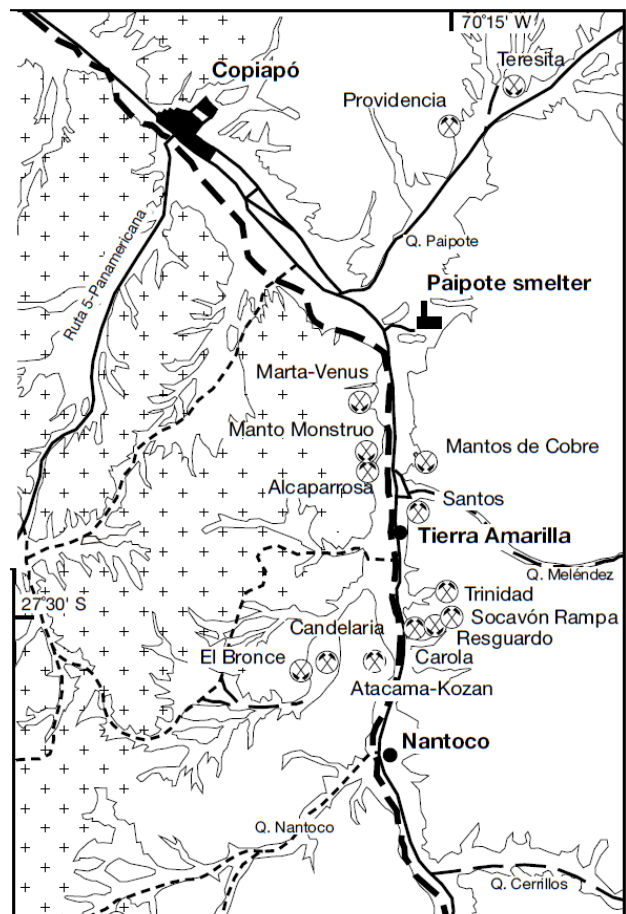 70°15' W
Teresita
Copiapó
Providencia
Q. Paipote
Ruta 5-Panamericana
Paipote smelter
Marta-Venus
Manto Monstruo
Mantos de Cobre
Alcaparrosa
Santos
Tierra Amarilla
Q. Meléndez
27°30' S
Trinidad
Socavón Rampa
Candelaria
Resguardo
El Bronce
Carola
Atacama-Kozan
Nantoco
Q. Nantoco
Q. Cerrillos